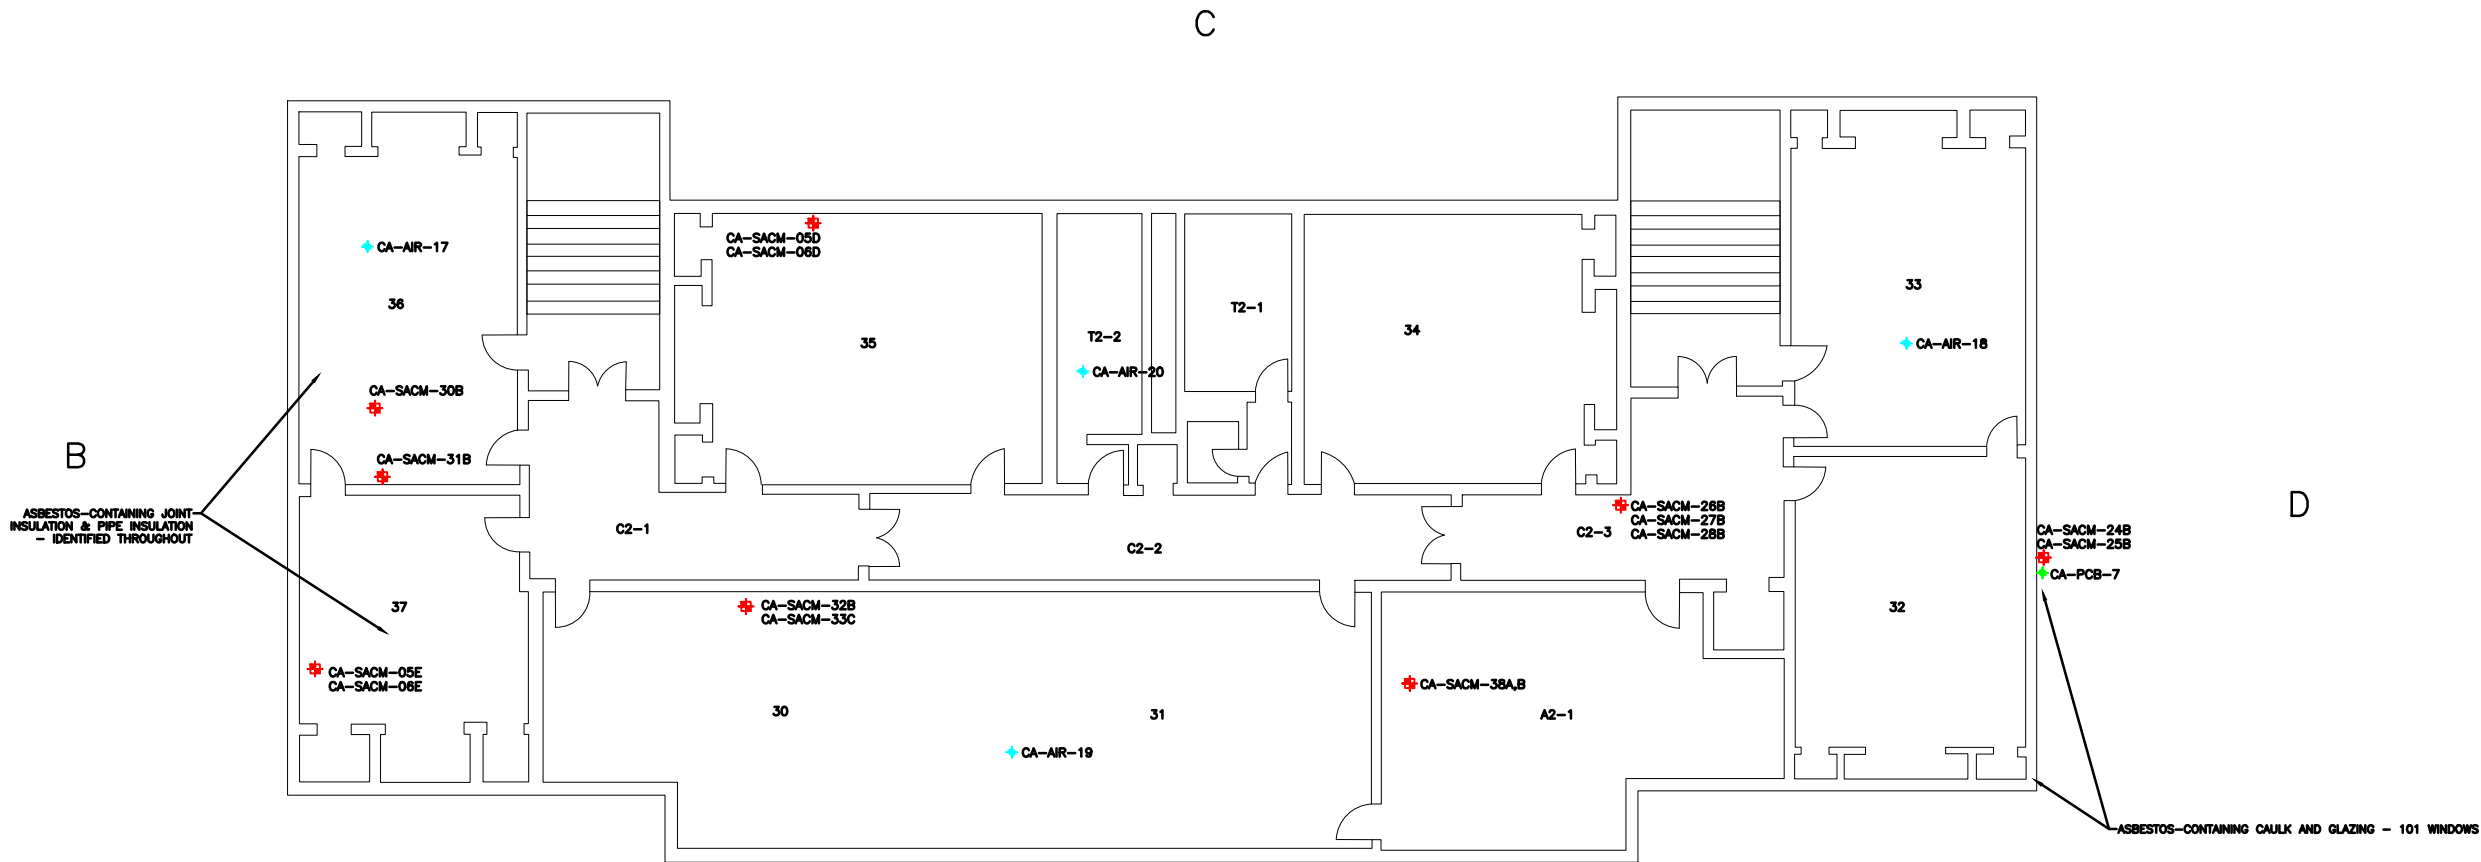 C
CA-SACM-05D
CA-SACM-06D
CA-AIR-17
36
33
T2-1
T2-2
34
35
CA-AIR-18
CA-AIR-20
CA-SACM-30B
B
CA-SACM-31B
ASBESTOS-CONTAINING JOINT
INSULATION & PIPE INSULATION
- IDENTIFIED THROUGHOUT
C2-1
C2-2
C2-3
CA-SACM-26B
CA-SACM-27B
CA-SACM-28B
D
CA-SACM-24B
CA-SACM-25B
CA-PCB-7
37
CA-SACM-32B
CA-SACM-33C
32
CA-SACM-05E
CA-SACM-06E
CA-SACM-38A,B
30
31
A2-1
CA-AIR-19
ASBESTOS-CONTAINING CAULK AND GLAZING - 101 WINDOWS